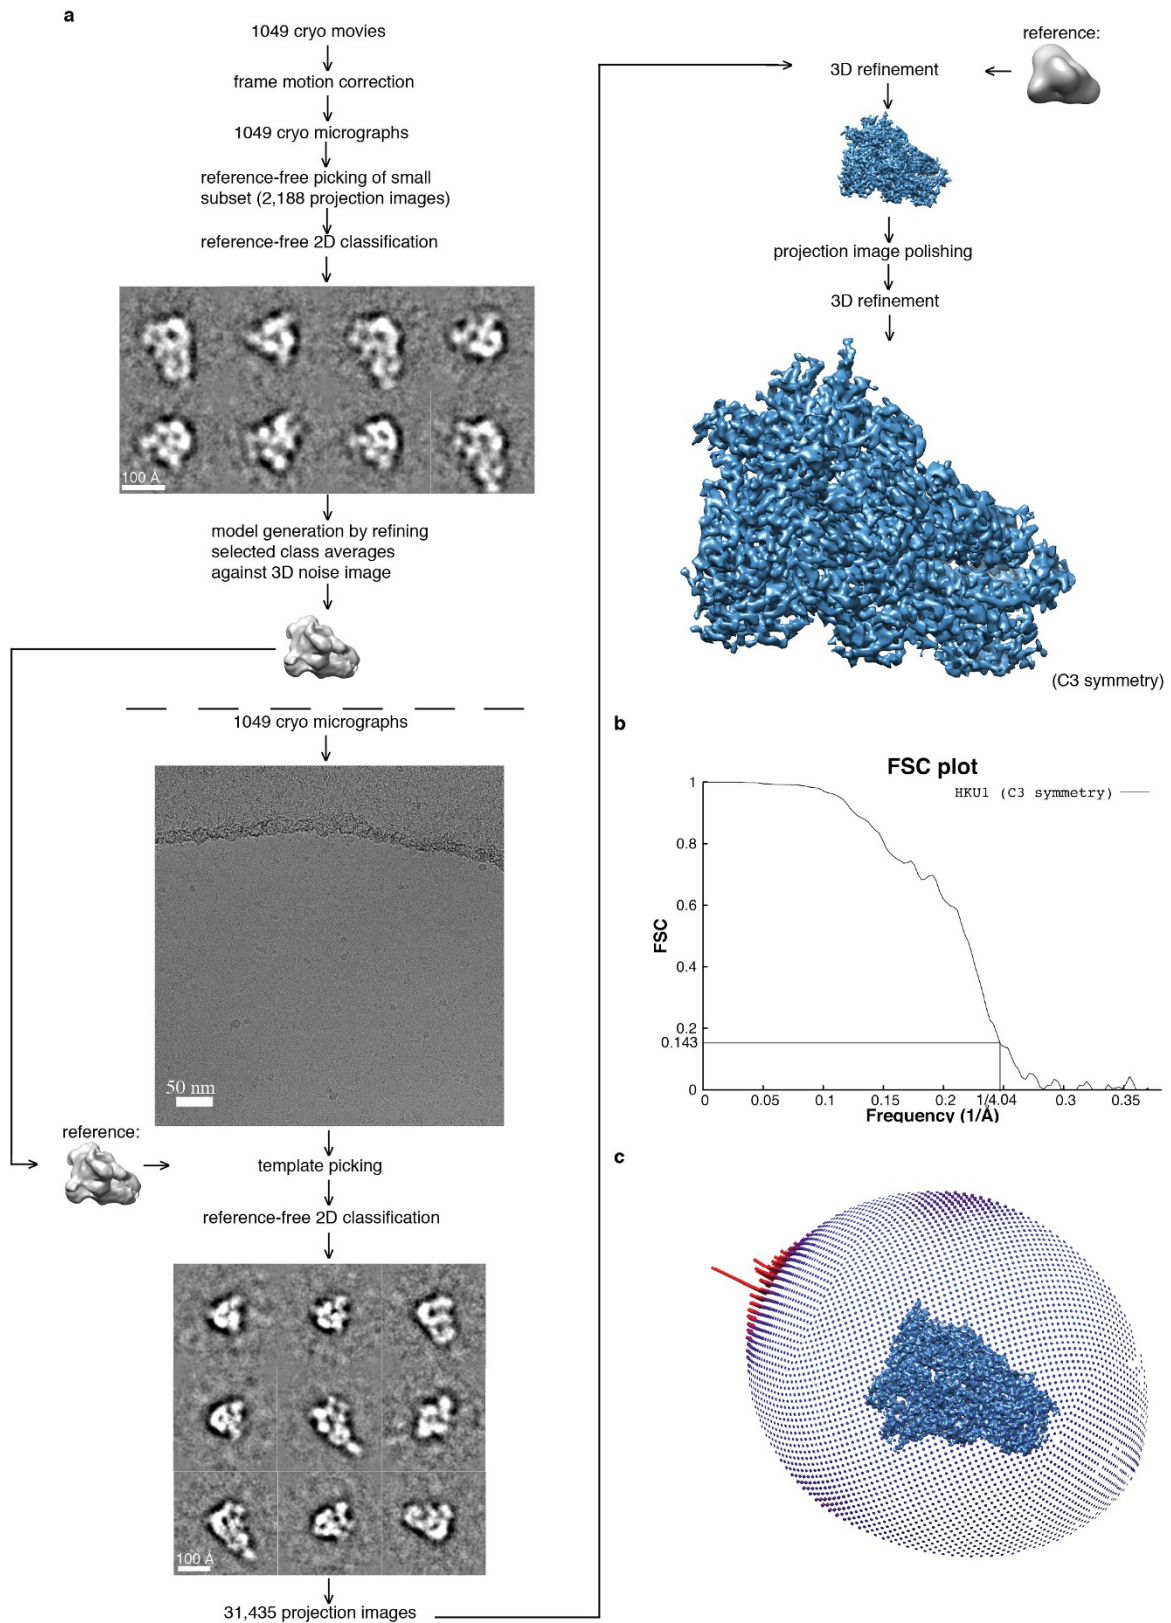 a
1049 cryo movies
frame motion correction
1049 cryo micrographs
reference-free picking of small
subset (2,188 projection images)
reference-free 2D classification
100 Å
model generation by refining
selected class averages
against 3D noise image
1049 cryo micrographs
50 nm
reference:
template picking
reference-free 2D classification
100 Å
31,435 projection images
reference:
3D refinement
projection image polishing
3D refinement
(C3 symmetry)
b
FSC plot
HKU1 (C3 symmetry)
1
0.8
0.6
0.4
0.2
0.143
0
FSC
0 0.05 0.1 0.15 0.2 1/4.04 0.3 0.35
Frequency (1/Å)
c